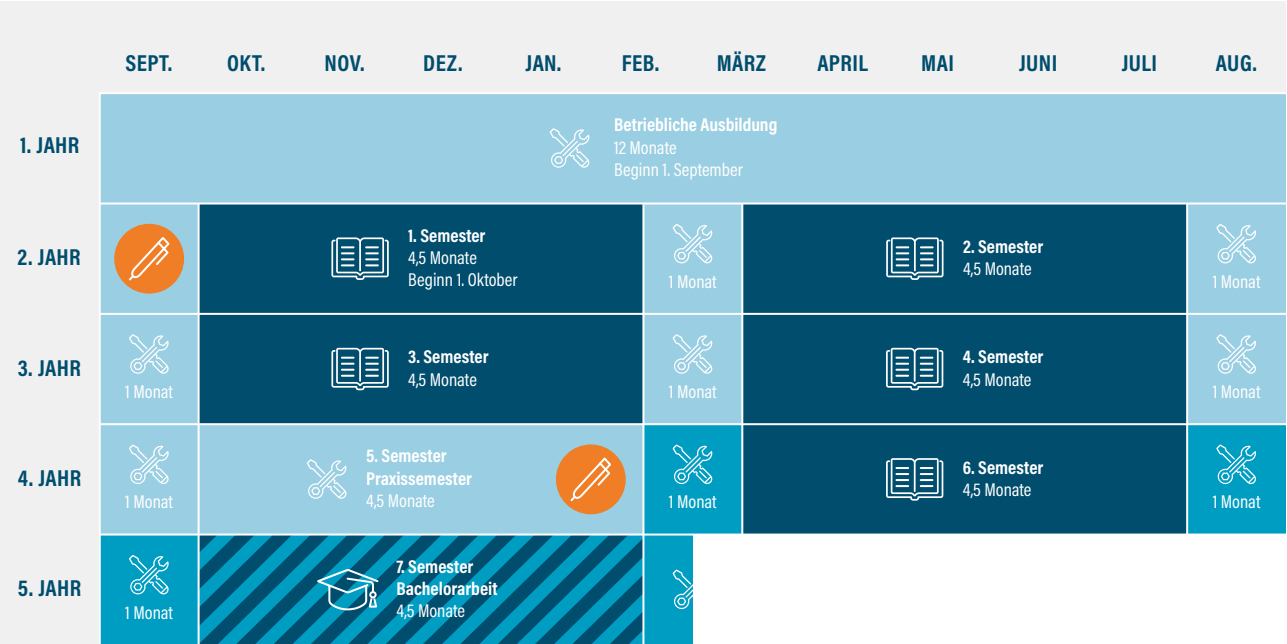 SEPT. OKT. NOV. DEZ. JAN. FEB. MÄRZ APRIL MAI JUNI JULI AUG.
1. JAHR
Betriebliche Ausbildung
12 Monate
Beginn 1. September
2. JAHR
1. Semester
4,5 Monate
Beginn 1. Oktober
1 Monat
2. Semester
4,5 Monate
1 Monat
3. JAHR
1 Monat
3. Semester
4,5 Monate
1 Monat
4. Semester
4,5 Monate
1 Monat
4. JAHR
1 Monat
5. Semester
Praxissemester
4,5 Monate
1 Monat
6. Semester
4,5 Monate
1 Monat
5. JAHR
1 Monat
7. Semester
Bachelorarbeit
4,5 Monate